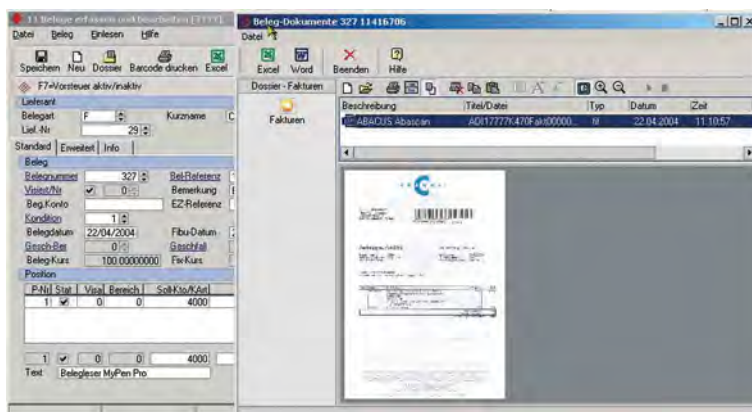 11 Belege erfassen und bearbeiten [????]
Datei Beleg Einlesen Hilfe
Speichern Neu Dossier Barcode drucken Excel
F7=Vorsteuer aktiv/inaktiv
Lieferant
Belegart F Kurzname
Lief.-Nr 29
Standard Erweitert Info
Beleg
Belegnummer 327 Bel-Referenz
Visiert/Nr 0 Bemerkung
Beg.Konto EZ-Referenz
Kondition 1
Belegdatum 22/04/2004 Fibu-Datum
Gesch-Ber 0 Geschfall
Beleg-Kurs 100.00000000 Fix-Kurs
Position
P-Nr Stat Visa Bereich Soll-Kto/KArt
1 0 0 4000
1 0 0 4000
Text Belegleser MyPen Pro
Beleg-Dokumente 327 11416706
Datei ?
Excel Word Beenden Hilfe
Dossier - Fakturen
Fakturen
Beschreibung Titel/Datei Typ Datum Zeit
ABACUS Abascan M 22.04.2004 11:10:57